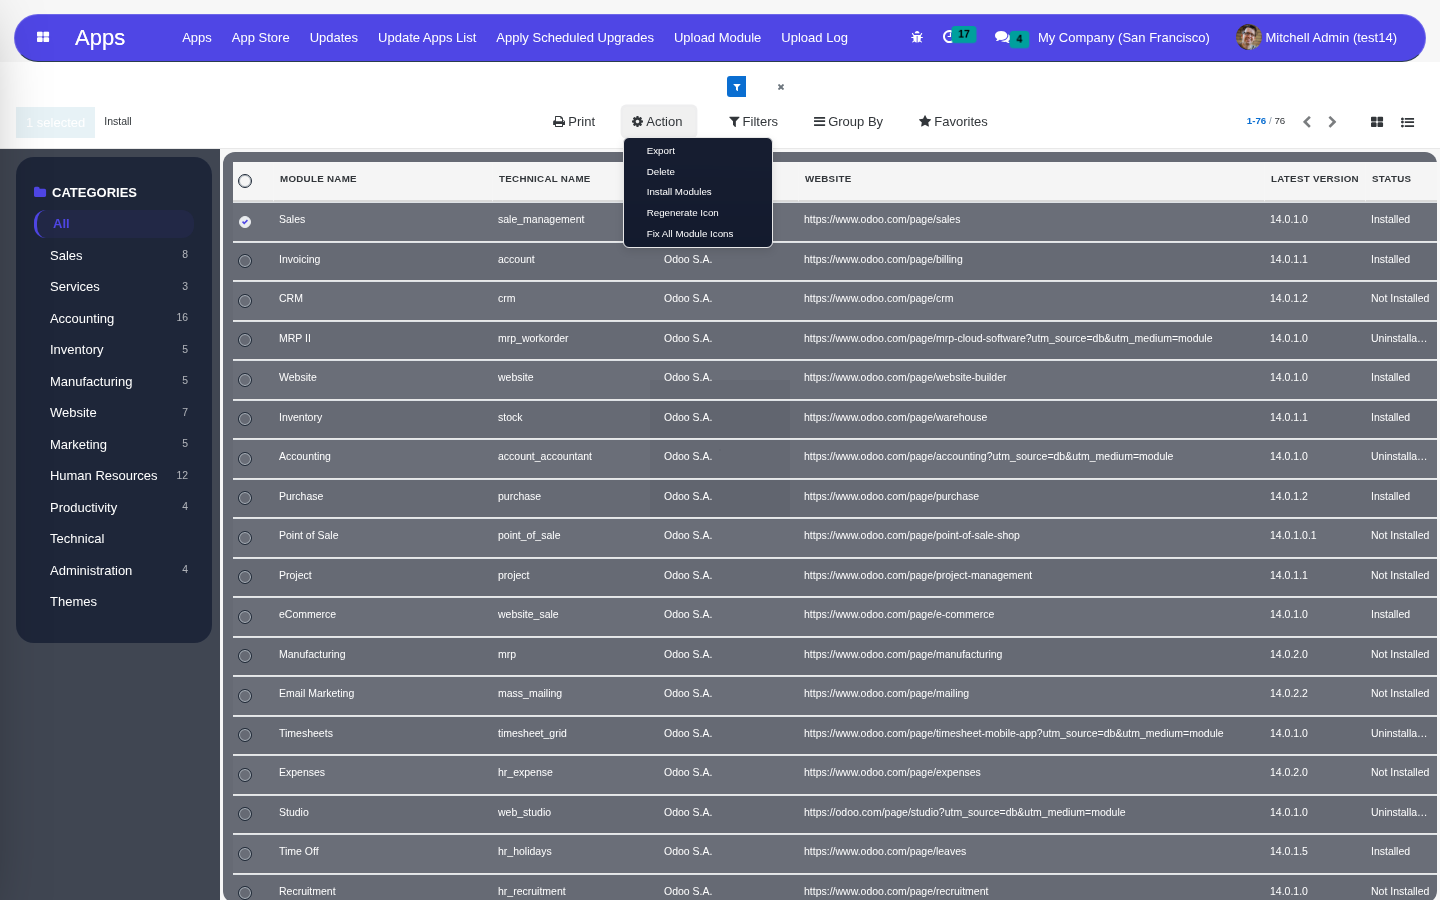 Apps
Apps App Store Updates Update Apps List Apply Scheduled Upgrades Upload Module Upload Log 17 4 My Company (San Francisco) Mitchell Admin (test14)
1 selected Install Print Action Filters Group By Favorites 1-76 / 76
Export
Delete
Install Modules
Regenerate Icon
Fix All Module Icons
CATEGORIES
All
Sales 8
Services 3
Accounting 16
Inventory 5
Manufacturing 5
Website 7
Marketing 5
Human Resources 12
Productivity 4
Technical
Administration 4
Themes
MODULE NAME TECHNICAL NAME WEBSITE LATEST VERSION STATUS
Sales sale_management https://www.odoo.com/page/sales 14.0.1.0 Installed
Invoicing account Odoo S.A. https://www.odoo.com/page/billing 14.0.1.1 Installed
CRM crm Odoo S.A. https://www.odoo.com/page/crm 14.0.1.2 Not Installed
MRP II mrp_workorder Odoo S.A. https://www.odoo.com/page/mrp-cloud-software?utm_source=db&utm_medium=module 14.0.1.0 Uninstalla...
Website website Odoo S.A. https://www.odoo.com/page/website-builder 14.0.1.0 Installed
Inventory stock Odoo S.A. https://www.odoo.com/page/warehouse 14.0.1.1 Installed
Accounting account_accountant Odoo S.A. https://www.odoo.com/page/accounting?utm_source=db&utm_medium=module 14.0.1.0 Uninstalla...
Purchase purchase Odoo S.A. https://www.odoo.com/page/purchase 14.0.1.2 Installed
Point of Sale point_of_sale Odoo S.A. https://www.odoo.com/page/point-of-sale-shop 14.0.1.0.1 Not Installed
Project project Odoo S.A. https://www.odoo.com/page/project-management 14.0.1.1 Not Installed
eCommerce website_sale Odoo S.A. https://www.odoo.com/page/e-commerce 14.0.1.0 Installed
Manufacturing mrp Odoo S.A. https://www.odoo.com/page/manufacturing 14.0.2.0 Not Installed
Email Marketing mass_mailing Odoo S.A. https://www.odoo.com/page/mailing 14.0.2.2 Not Installed
Timesheets timesheet_grid Odoo S.A. https://www.odoo.com/page/timesheet-mobile-app?utm_source=db&utm_medium=module 14.0.1.0 Uninstalla...
Expenses hr_expense Odoo S.A. https://www.odoo.com/page/expenses 14.0.2.0 Not Installed
Studio web_studio Odoo S.A. https://odoo.com/page/studio?utm_source=db&utm_medium=module 14.0.1.0 Uninstalla...
Time Off hr_holidays Odoo S.A. https://www.odoo.com/page/leaves 14.0.1.5 Installed
Recruitment hr_recruitment Odoo S.A. https://www.odoo.com/page/recruitment 14.0.1.0 Not Installed